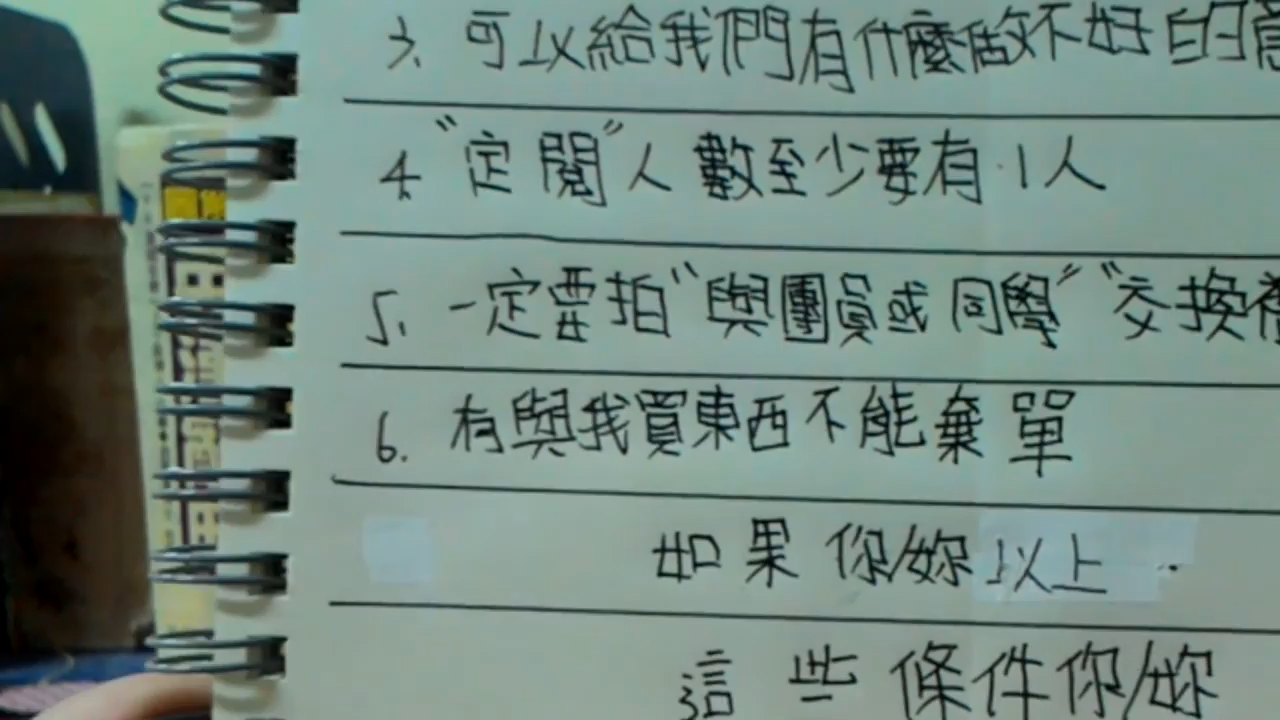 3. 可以給我們有什麼做不好的意
4. “定閱”人數至少要有1人
5. 一定要拍“與團員或同學”“交換
6. 有與我買東西不能棄單
如果你/妳以上
這些條件你/妳